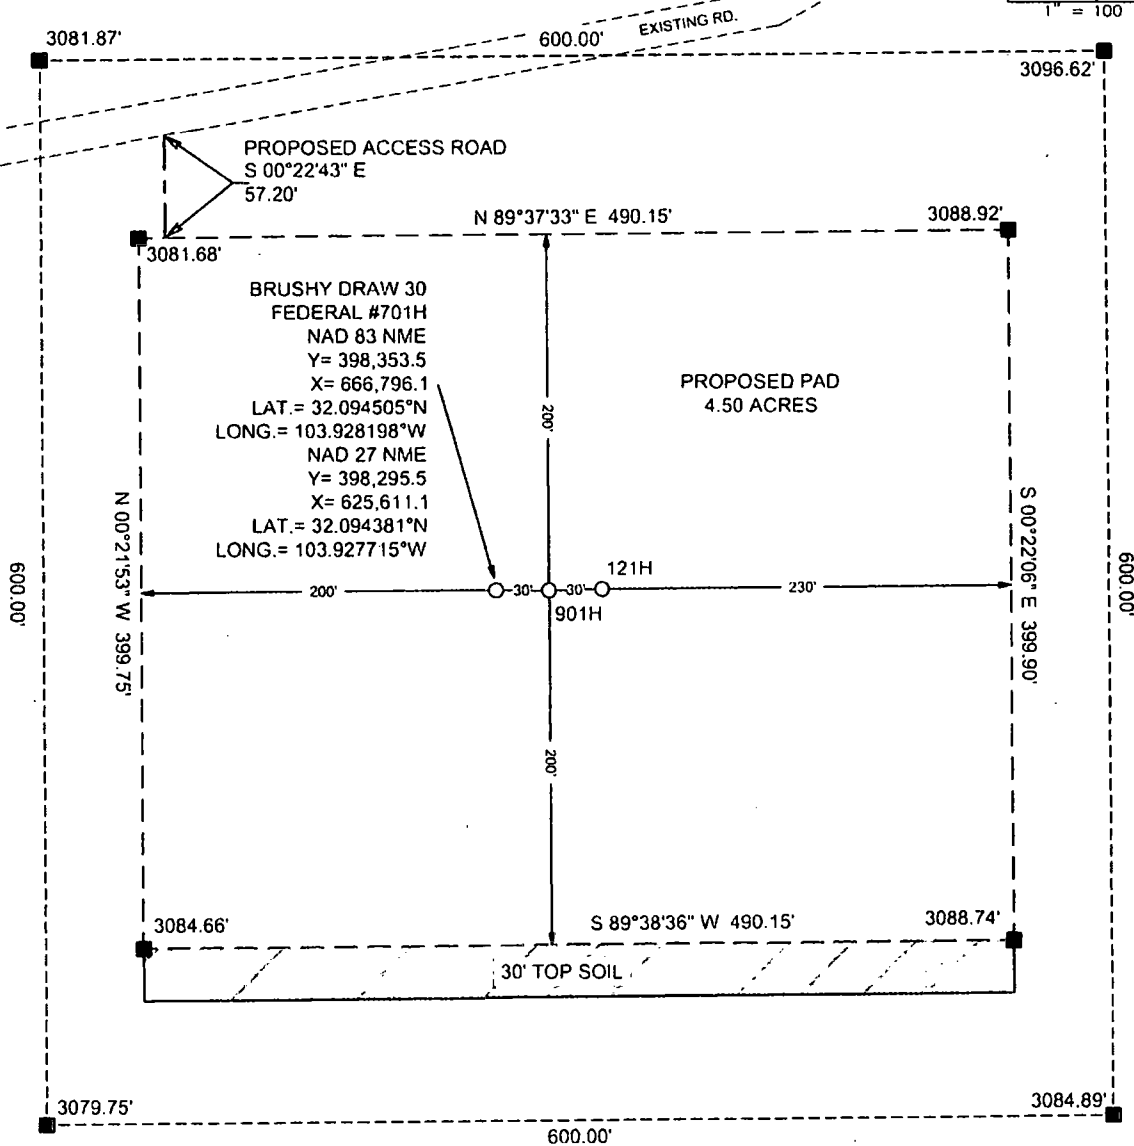 1" = 100
EXISTING RD.
3081.87'
600.00'
3096.62'
PROPOSED ACCESS ROAD
S 00°22'43" E
57.20'
N 89°37'33" E 490.15'
3088.92'
3081.68'
BRUSHY DRAW 30
FEDERAL #701H
NAD 83 NME
Y= 398,353.5
X= 666,796.1
LAT.= 32.094505°N
LONG.= 103.928198°W
NAD 27 NME
Y= 398,295.5
X= 625,611.1
LAT.= 32.094381°N
LONG.= 103.927715°W
PROPOSED PAD
4.50 ACRES
200'
N 00°21'53" W 399.75'
S 00°22'06" E 399.90'
600.00'
600.00'
121H
200'
30'
30'
230'
901H
200'
3084.66'
S 89°38'36" W 490.15'
3088.74'
30' TOP SOIL
3079.75'
3084.89'
600.00'